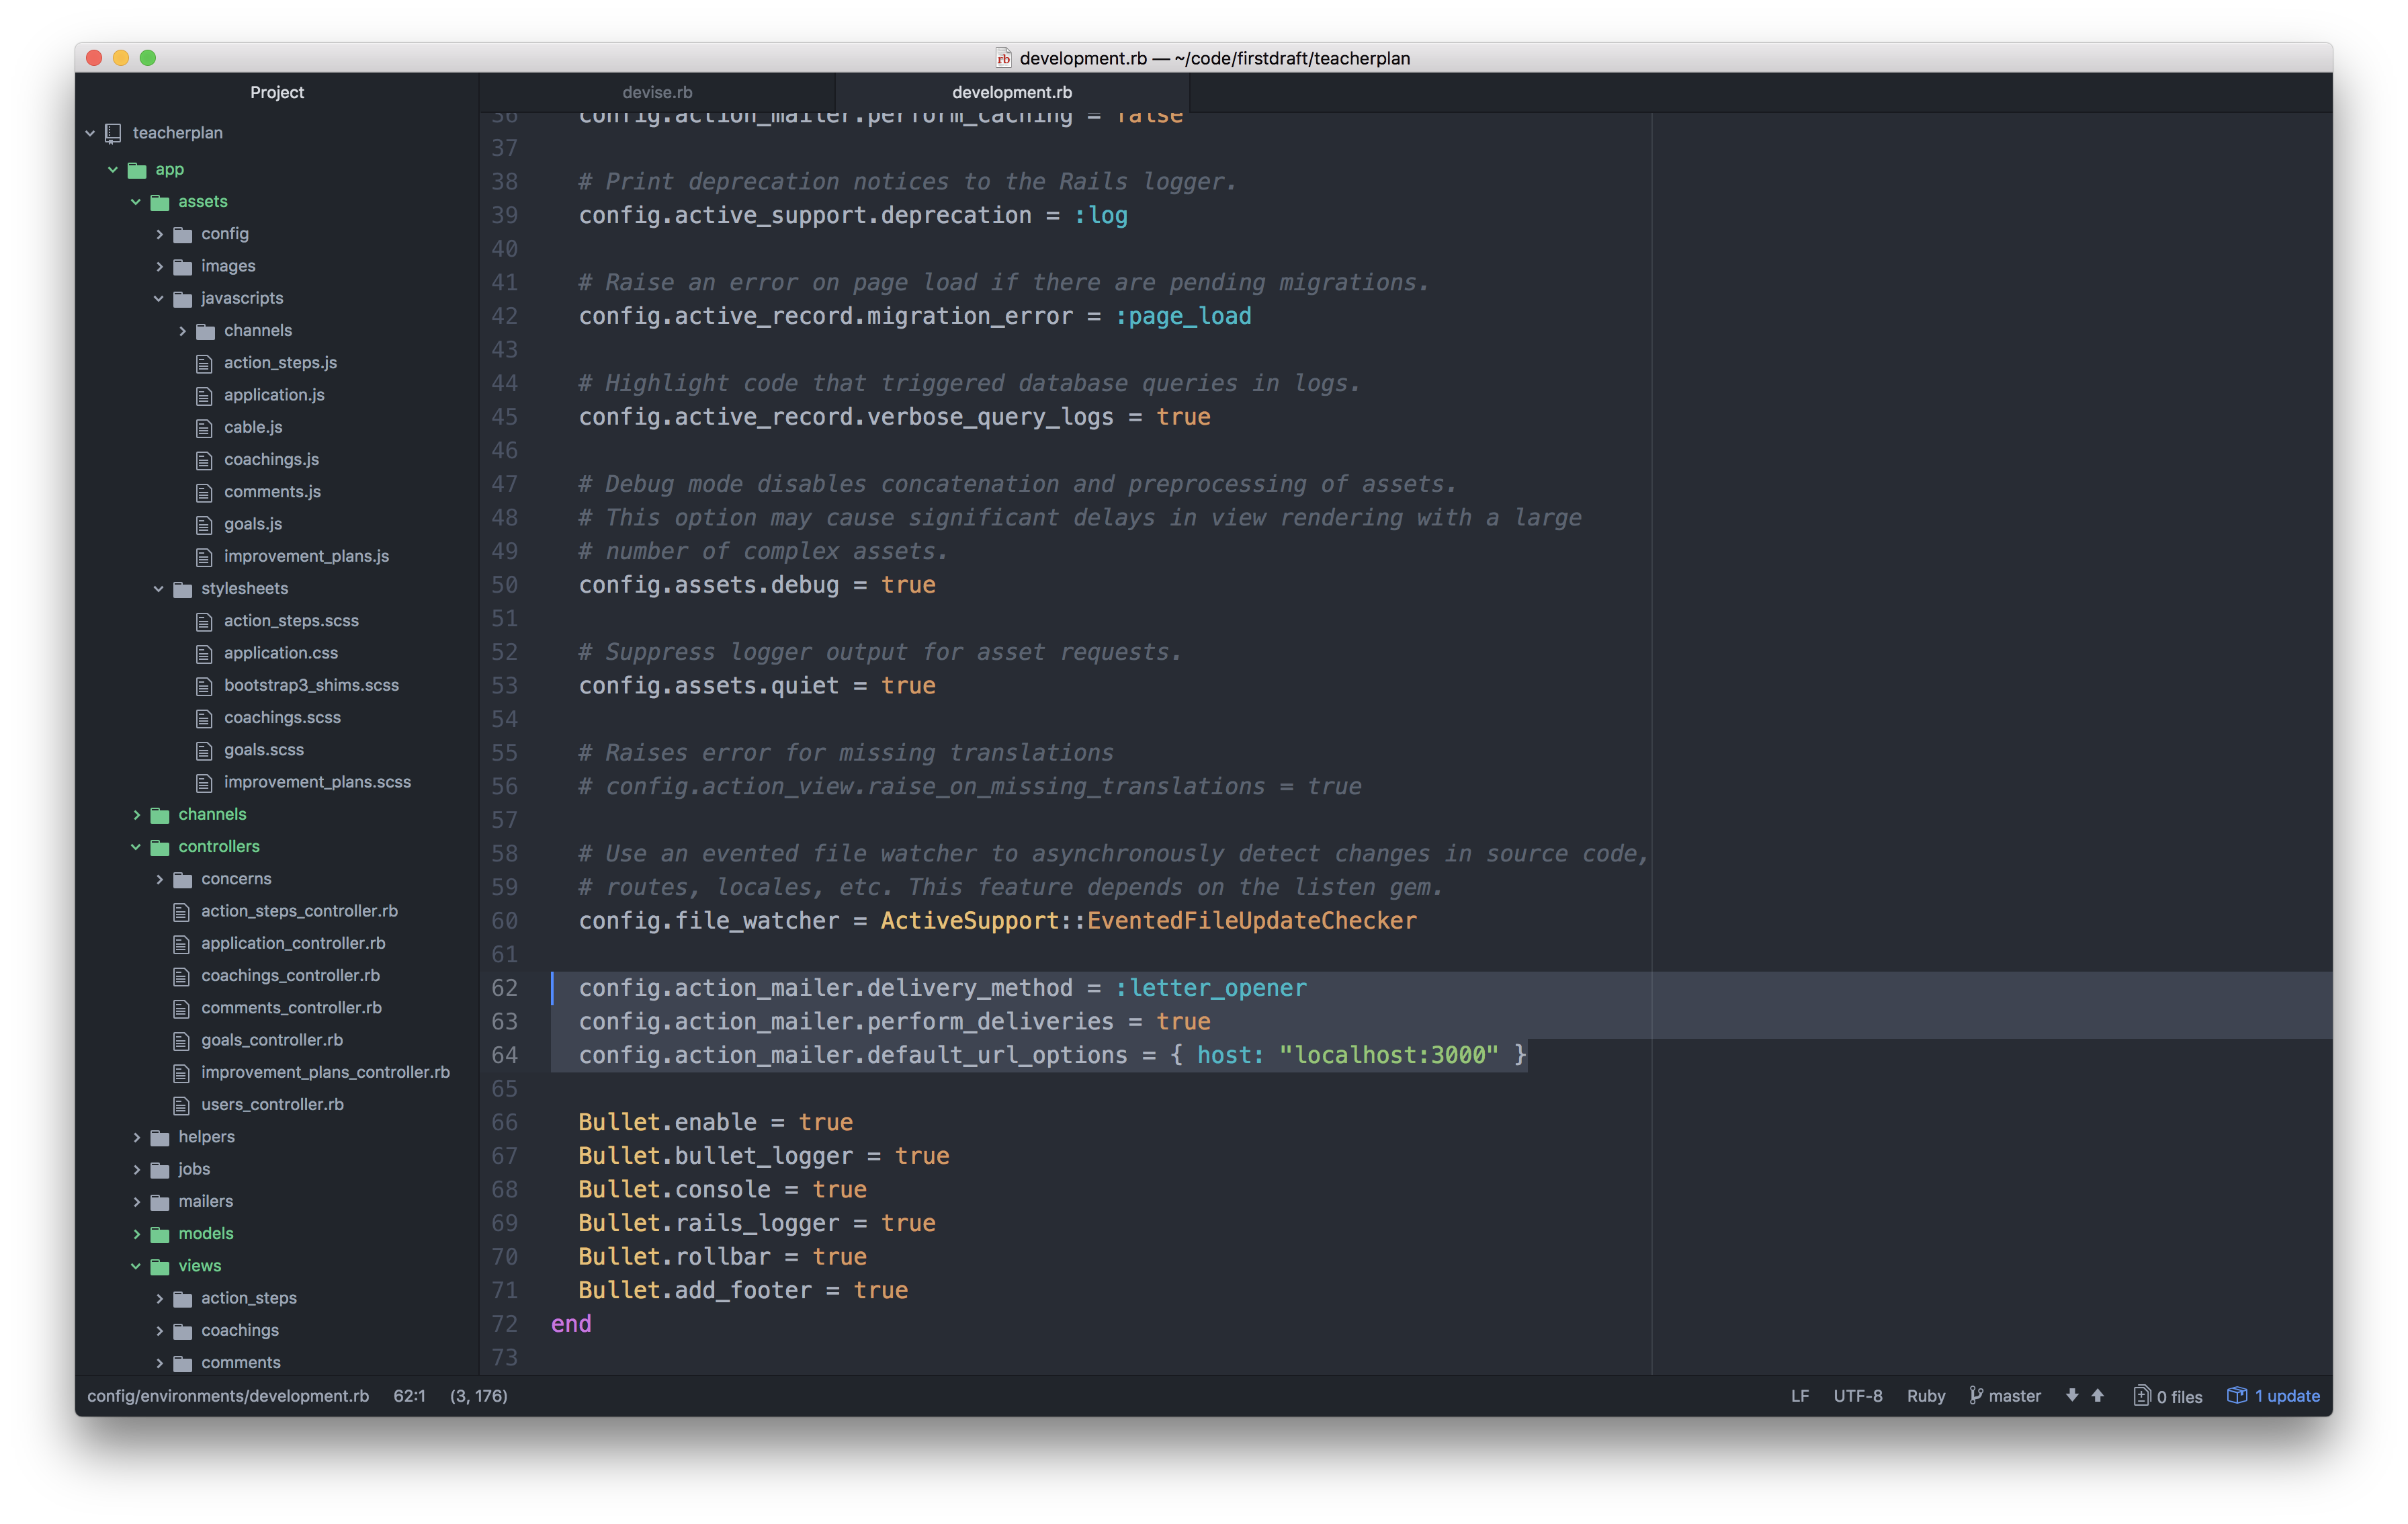 development.rb — ~/code/firstdraft/teacherplan
Project
teacherplan
app
assets
config
images
javascripts
channels
action_steps.js
application.js
cable.js
coachings.js
comments.js
goals.js
improvement_plans.js
stylesheets
action_steps.scss
application.css
bootstrap3_shims.scss
coachings.scss
goals.scss
improvement_plans.scss
channels
controllers
concerns
action_steps_controller.rb
application_controller.rb
coachings_controller.rb
comments_controller.rb
goals_controller.rb
improvement_plans_controller.rb
users_controller.rb
helpers
jobs
mailers
models
views
action_steps
coachings
comments
devise.rb
development.rb
36 config.action_mailer.perform_caching = false
37
38 # Print deprecation notices to the Rails logger.
39 config.active_support.deprecation = :log
40
41 # Raise an error on page load if there are pending migrations.
42 config.active_record.migration_error = :page_load
43
44 # Highlight code that triggered database queries in logs.
45 config.active_record.verbose_query_logs = true
46
47 # Debug mode disables concatenation and preprocessing of assets.
48 # This option may cause significant delays in view rendering with a large
49 # number of complex assets.
50 config.assets.debug = true
51
52 # Suppress logger output for asset requests.
53 config.assets.quiet = true
54
55 # Raises error for missing translations
56 # config.action_view.raise_on_missing_translations = true
57
58 # Use an evented file watcher to asynchronously detect changes in source code,
59 # routes, locales, etc. This feature depends on the listen gem.
60 config.file_watcher = ActiveSupport::EventedFileUpdateChecker
61
62 config.action_mailer.delivery_method = :letter_opener
63 config.action_mailer.perform_deliveries = true
64 config.action_mailer.default_url_options = { host: "localhost:3000" }
65
66 Bullet.enable = true
67 Bullet.bullet_logger = true
68 Bullet.console = true
69 Bullet.rails_logger = true
70 Bullet.rollbar = true
71 Bullet.add_footer = true
72 end
73
config/environments/development.rb 62:1 (3, 176) LF UTF-8 Ruby master 0 files 1 update